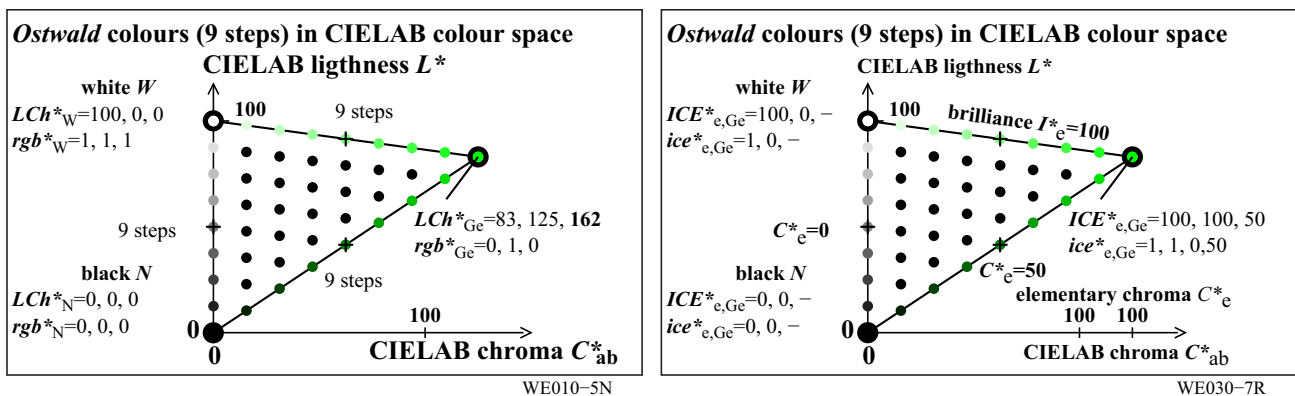 Ostwald colours (9 steps) in CIELAB colour space
CIELAB ligthness L*
white W
LCh*W=100, 0, 0
rgb*W=1, 1, 1
100
9 steps
9 steps
LCh*Ge=83, 125, 162
rgb*Ge=0, 1, 0
black N
LCh*N=0, 0, 0
rgb*N=0, 0, 0
9 steps
0
100
0
CIELAB chroma C*ab
WE010−5N
Ostwald colours (9 steps) in CIELAB colour space
CIELAB ligthness L*
white W
ICE*e,Ge=100, 0, −
ice*e,Ge=1, 0, −
100
brilliance I*e=100
C*e=0
ICE*e,Ge=100, 100, 50
ice*e,Ge=1, 1, 0,50
black N
ICE*e,Ge=0, 0, −
ice*e,Ge=0, 0, −
C*e=50
elementary chroma C*e
0
100
100
0
CIELAB chroma C*ab
WE030−7R